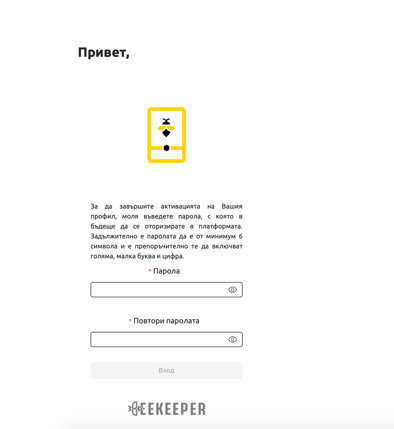 Привет,
За да завършите активацията на Вашия
профил, моля въведете парола, с която в
бъдеще да се оторизирате в платформата.
Задължително е паролата да е от минимум 6
символа и е препоръчително те да включват
голяма, малка буква и цифра.
* Парола
* Повтори паролата
Вход
BEEKEEPER